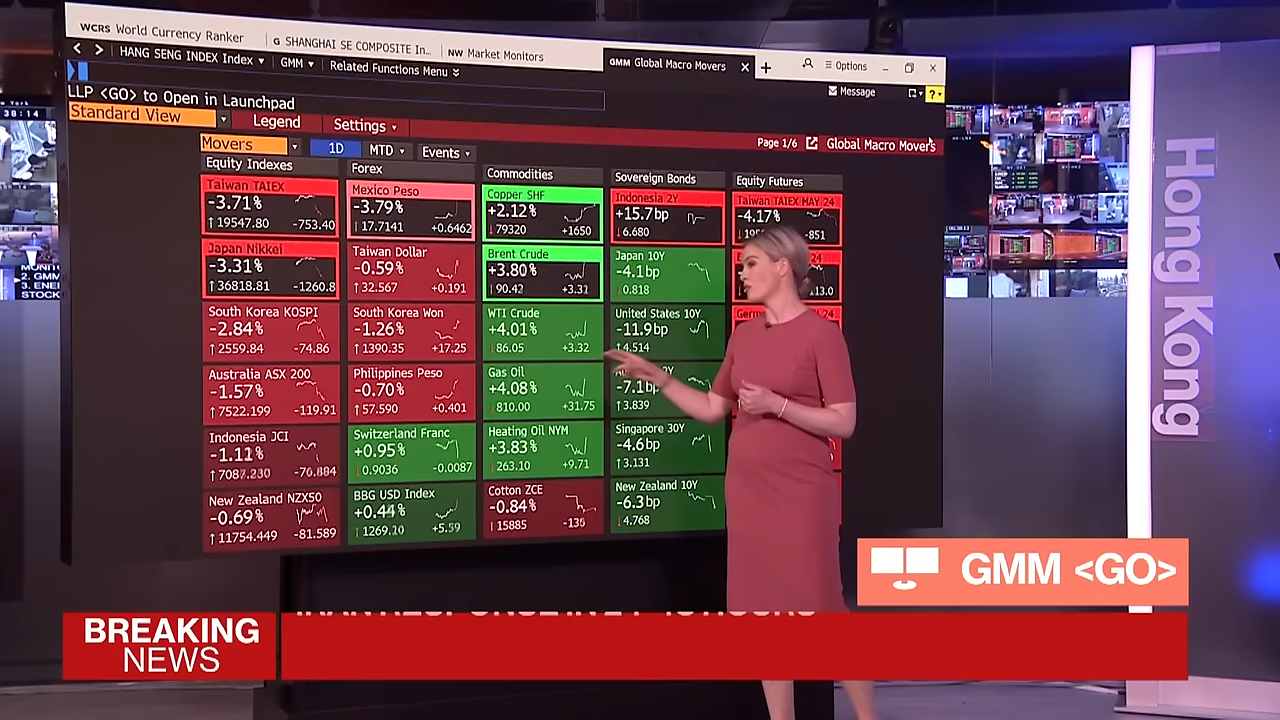 WCRS World Currency Ranker
G SHANGHAI SE COMPOSITE In…
NW Market Monitors
GMM Global Macro Movers
Options
HANG SENG INDEX Index
GMM
Related Functions Menu
Message
LLP <GO> to Open in Launchpad
Standard View
Legend
Settings
Page 1/6
Global Macro Movers
Movers
1D
MTD
Events
Equity Indexes
Taiwan TAIEX
-3.71%
↑19547.80 -753.40
Japan Nikkei
-3.31%
↑36818.81 -1260.8
South Korea KOSPI
-2.84%
↑2559.84 -74.86
Australia ASX 200
-1.57%
↑7522.199 -119.91
Indonesia JCI
-1.11%
↑7087.230 -70.884
New Zealand NZX50
-0.69%
↑11754.449 -81.589
Forex
Mexico Peso
-3.79%
↑17.7141 +0.6462
Taiwan Dollar
-0.59%
↑32.567 +0.191
South Korea Won
-1.26%
↑1390.35 +17.25
Philippines Peso
-0.70%
↑57.590 +0.401
Switzerland Franc
+0.95%
0.9036 -0.0087
BBG USD Index
+0.44%
↑1269.10 +5.59
Commodities
Copper SHF
+2.12%
79320 +1650
Brent Crude
+3.80%
90.42 +3.31
WTI Crude
+4.01%
86.05 +3.32
Gas Oil
+4.08%
810.00 +31.75
Heating Oil NYM
+3.83%
263.10 +9.71
Cotton ZCE
-0.84%
15885 -135
Sovereign Bonds
Indonesia 2Y
+15.7bp
6.680
Japan 10Y
-4.1bp
0.818
United States 10Y
-11.9bp
↑4.514
-7.1bp
↑3.839
Singapore 30Y
-4.6bp
↑3.131
New Zealand 10Y
-6.3bp
4.768
Equity Futures
Taiwan TAIEX MAY 24
-4.17%
-851
24
13.0
24
Hong Kong
GMM <GO>
BREAKING
NEWS